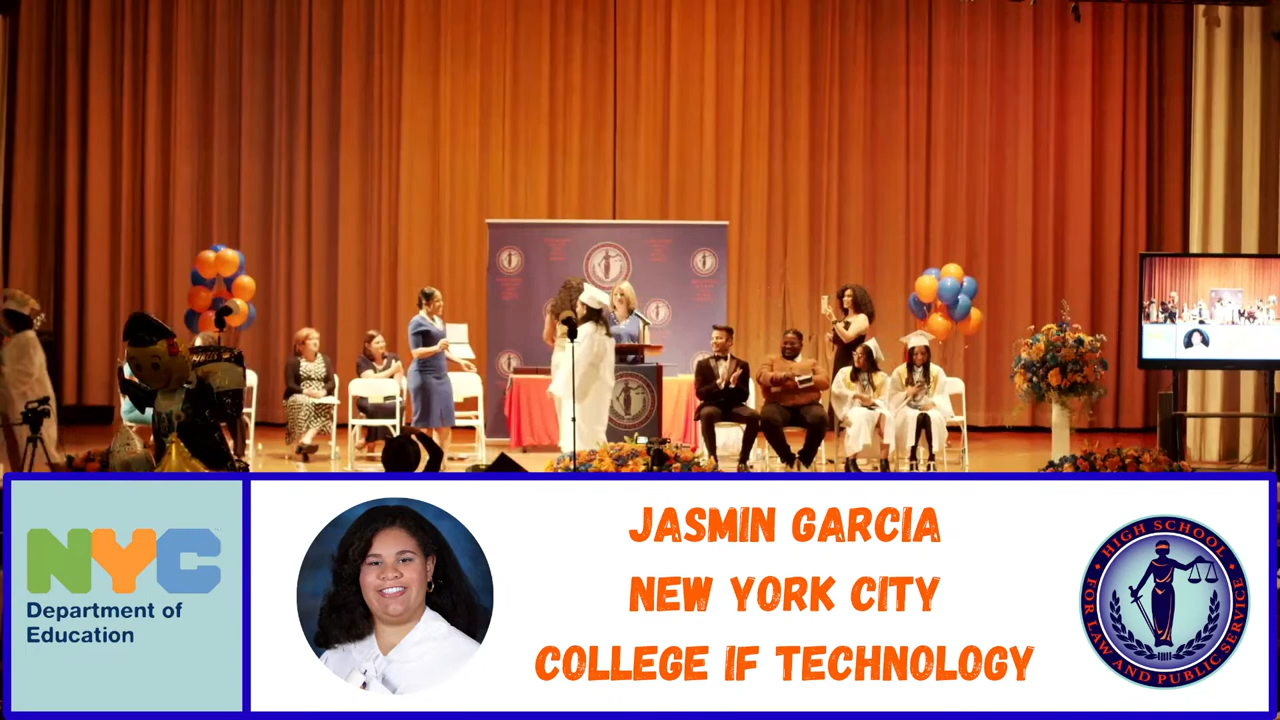 NYC
Department of
Education
JASMIN GARCIA
NEW YORK CITY
COLLEGE IF TECHNOLOGY
HIGH SCHOOL
FOR LAW AND PUBLIC SERVICE